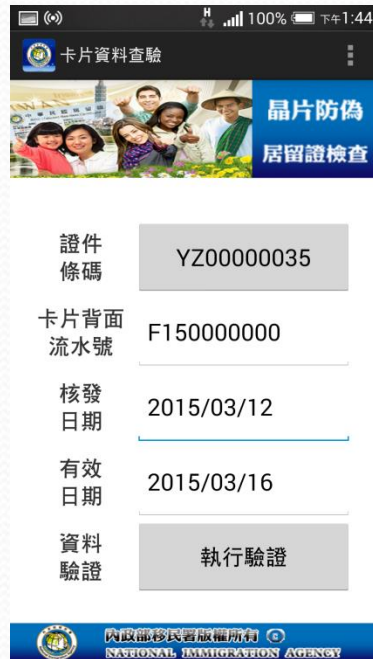 H 100% 下午1:44
卡片資料查驗
晶片防偽
居留證檢查
證件
條碼
YZ00000035
卡片背面
流水號
F150000000
核發
日期
2015/03/12
有效
日期
2015/03/16
資料
驗證
執行驗證
內政部移民署版權所有 ©
NATIONAL IMMIGRATION AGENCY